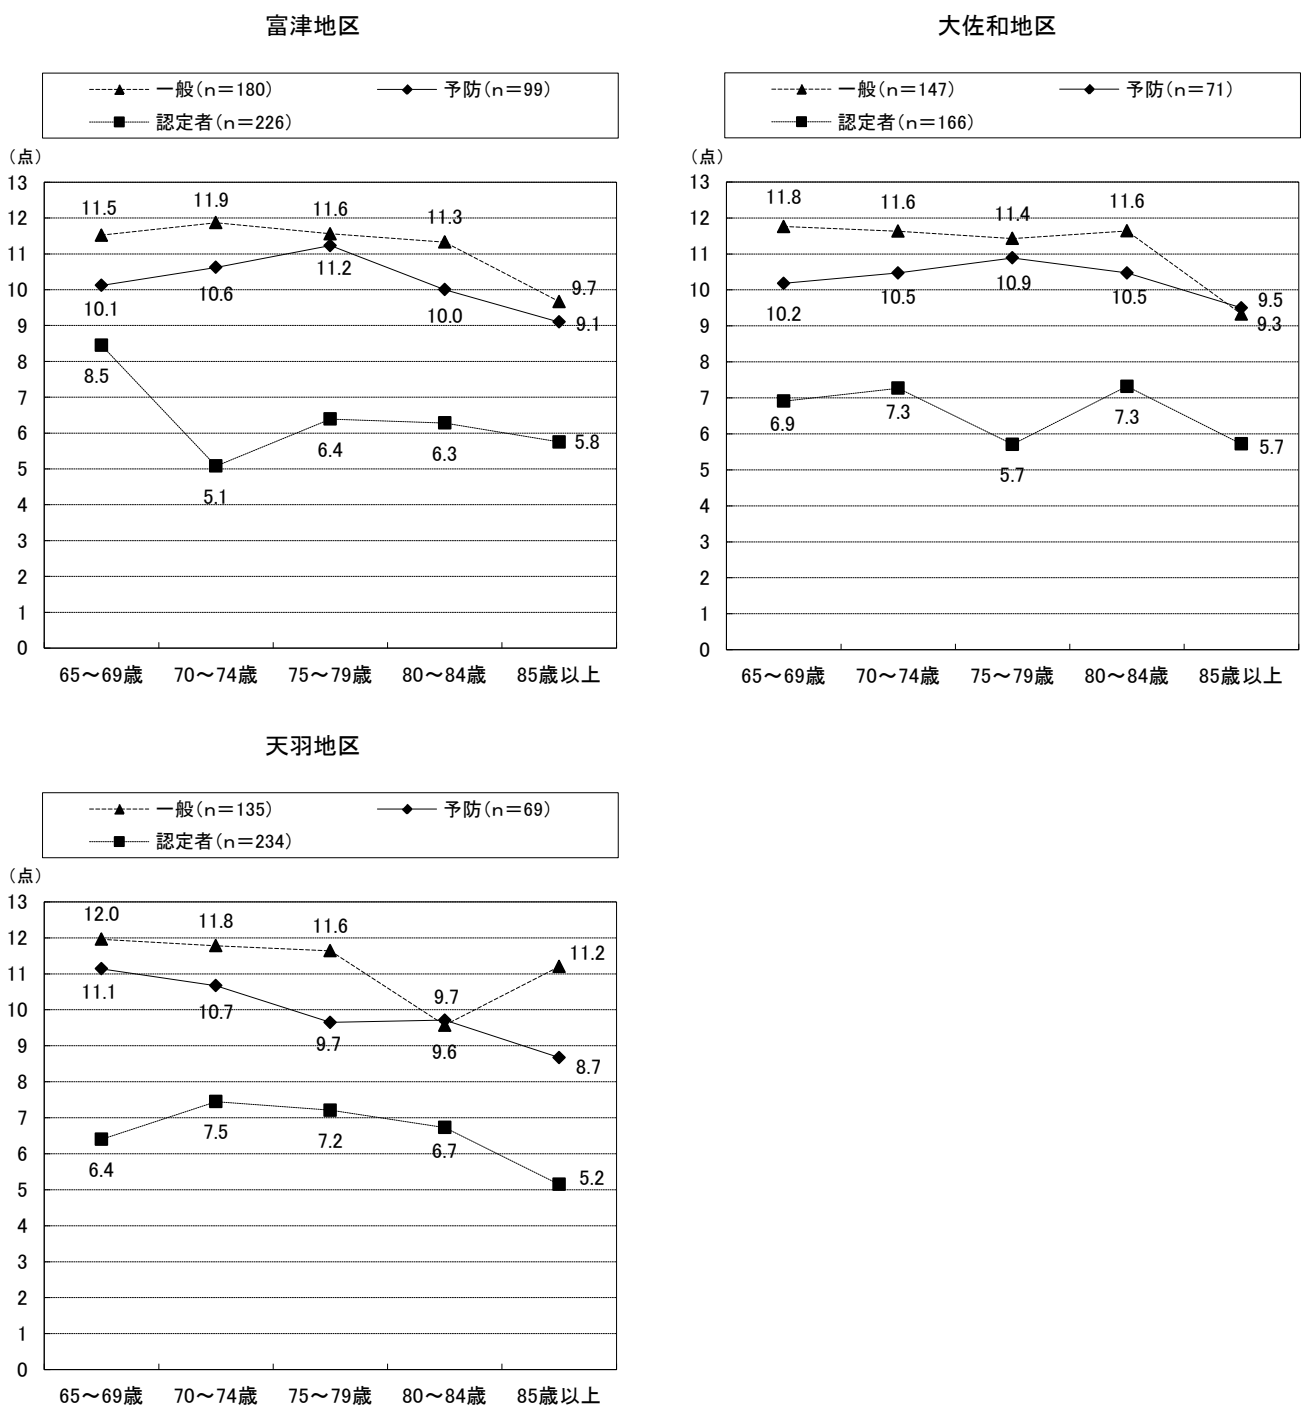 富津地区
一般(n=180) 予防(n=99)
認定者(n=226)
(点)
13
12
11
10
9
8
7
6
5
4
3
2
1
0
11.5 11.9 11.6 11.3 9.7
10.1 10.6 11.2 10.0 9.1
8.5 5.1 6.4 6.3 5.8
65～69歳 70～74歳 75～79歳 80～84歳 85歳以上
大佐和地区
一般(n=147) 予防(n=71)
認定者(n=166)
(点)
13
12
11
10
9
8
7
6
5
4
3
2
1
0
11.8 11.6 11.4 11.6 9.3
10.2 10.5 10.9 10.5 9.5
6.9 7.3 5.7 7.3 5.7
65～69歳 70～74歳 75～79歳 80～84歳 85歳以上
天羽地区
一般(n=135) 予防(n=69)
認定者(n=234)
(点)
13
12
11
10
9
8
7
6
5
4
3
2
1
0
12.0 11.8 11.6 9.6 11.2
11.1 10.7 9.7 9.7 8.7
6.4 7.5 7.2 6.7 5.2
65～69歳 70～74歳 75～79歳 80～84歳 85歳以上